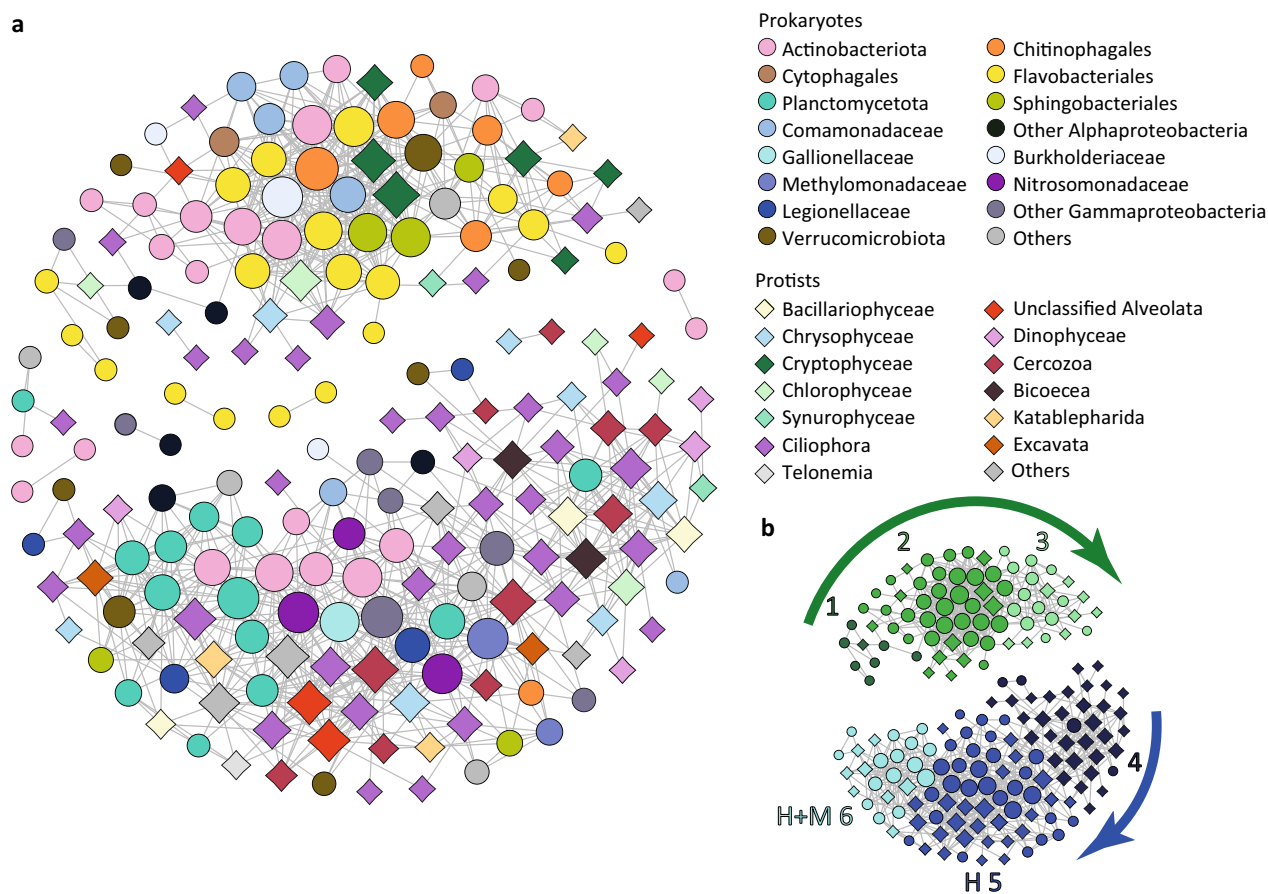 a
Prokaryotes
Actinobacteriota
Chitinophagales
Cytophagales
Flavobacteriales
Planctomycetota
Sphingobacteriales
Comamonadaceae
Other Alphaproteobacteria
Gallionellaceae
Burkholderiaceae
Methylomonadaceae
Nitrosomonadaceae
Legionellaceae
Other Gammaproteobacteria
Verrucomicrobiota
Others
Protists
Bacillariophyceae
Unclassified Alveolata
Chrysophyceae
Dinophyceae
Cryptophyceae
Cercozoa
Chlorophyceae
Bicoecea
Synurophyceae
Katablepharida
Ciliophora
Excavata
Telonemia
Others
b
2
3
1
4
H+M 6
H 5